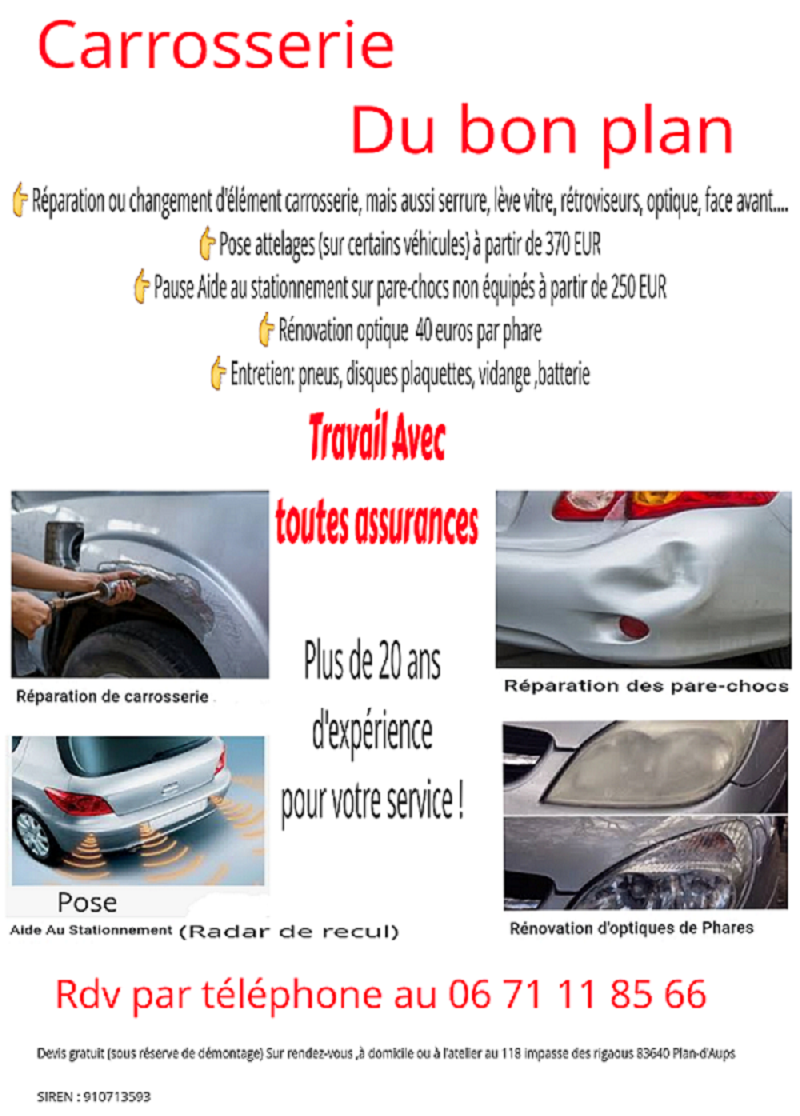 Carrosserie
Du bon plan
👉Réparation ou changement d'élément carrosserie, mais aussi serrure, lève vitre, rétroviseurs, optique, face avant....
👉Pose attelages (sur certains véhicules) à partir de 370 EUR
👉Pause Aide au stationnement sur pare-chocs non équipés à partir de 250 EUR
👉Rénovation optique 40 euros par phare
👉Entretien: pneus, disques plaquettes, vidange ,batterie
Travail Avec
toutes assurances
Réparation de carrosserie
Réparation des pare-chocs
Plus de 20 ans
d'expérience
pour votre service !
Pose
Aide Au Stationnement (Radar de recul)
Rénovation d'optiques de Phares
Rdv par téléphone au 06 71 11 85 66
Devis gratuit (sous réserve de démontage) Sur rendez-vous ,à domicile ou à l'atelier au 118 impasse des rigaous 83640 Plan-d'Aups
SIREN : 910713593